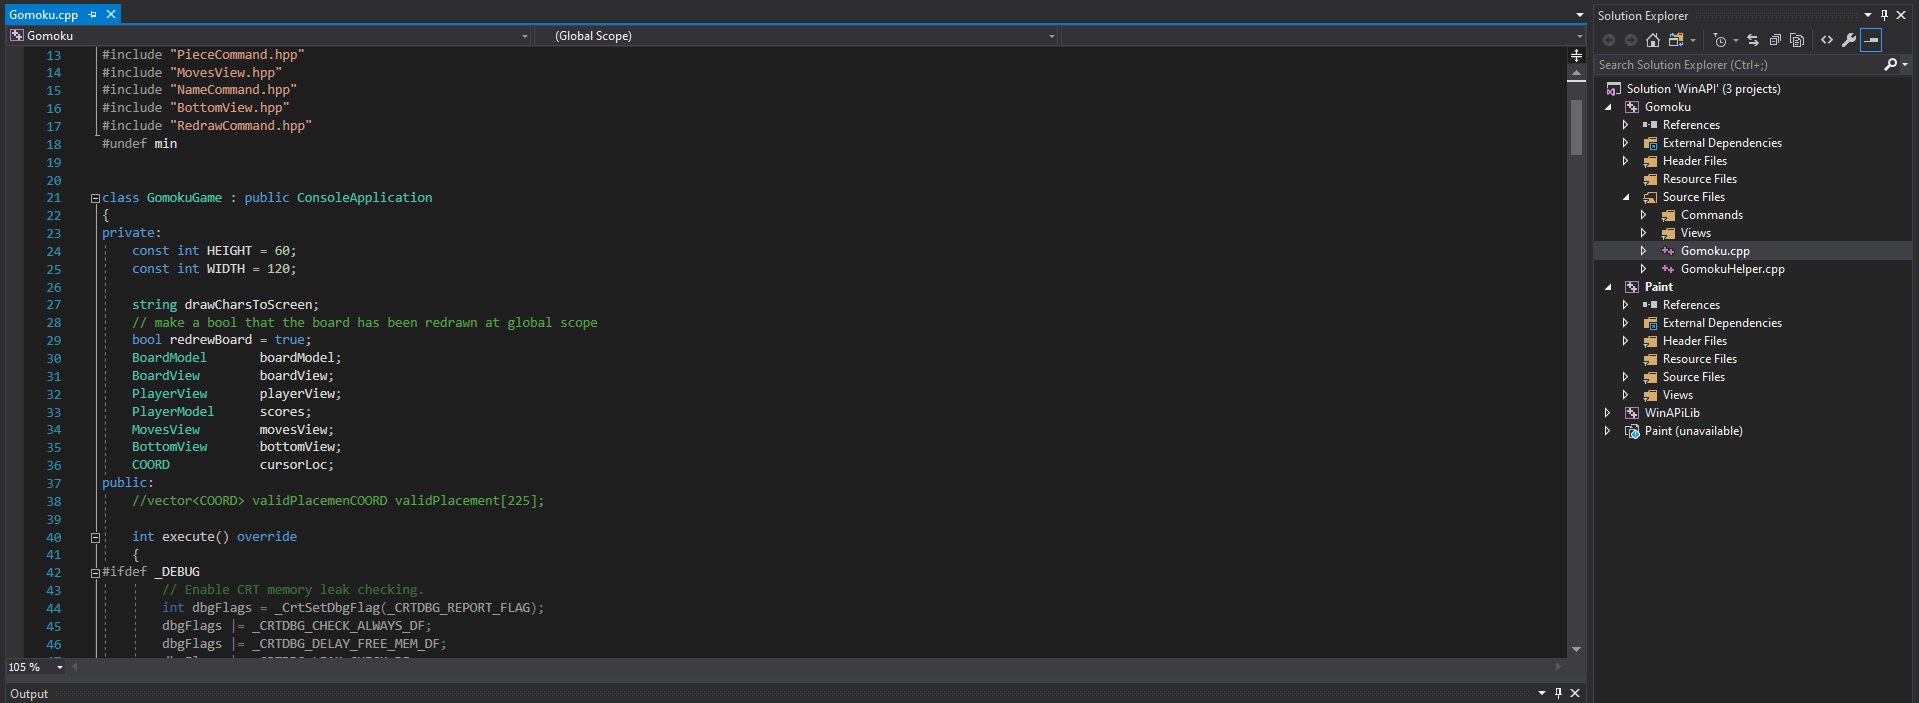 Gomoku.cpp
Gomoku
(Global Scope)
13 #include "PieceCommand.hpp"
14 #include "MovesView.hpp"
15 #include "NameCommand.hpp"
16 #include "BottomView.hpp"
17 #include "RedrawCommand.hpp"
18 #undef min
19
20
21 class GomokuGame : public ConsoleApplication
22 {
23 private:
24 const int HEIGHT = 60;
25 const int WIDTH = 120;
26
27 string drawCharsToScreen;
28 // make a bool that the board has been redrawn at global scope
29 bool redrewBoard = true;
30 BoardModel boardModel;
31 BoardView boardView;
32 PlayerView playerView;
33 PlayerModel scores;
34 MovesView movesView;
35 BottomView bottomView;
36 COORD cursorLoc;
37 public:
38 //vector<COORD> validPlacemenCOORD validPlacement[225];
39
40 int execute() override
41 {
42 #ifdef _DEBUG
43 // Enable CRT memory leak checking.
44 int dbgFlags = _CrtSetDbgFlag(_CRTDBG_REPORT_FLAG);
45 dbgFlags |= _CRTDBG_CHECK_ALWAYS_DF;
46 dbgFlags |= _CRTDBG_DELAY_FREE_MEM_DF;
105 %
Output
Solution Explorer
Search Solution Explorer (Ctrl+;)
Solution 'WinAPI' (3 projects)
Gomoku
References
External Dependencies
Header Files
Resource Files
Source Files
Commands
Views
Gomoku.cpp
GomokuHelper.cpp
Paint
References
External Dependencies
Header Files
Resource Files
Source Files
Views
WinAPiLib
Paint (unavailable)